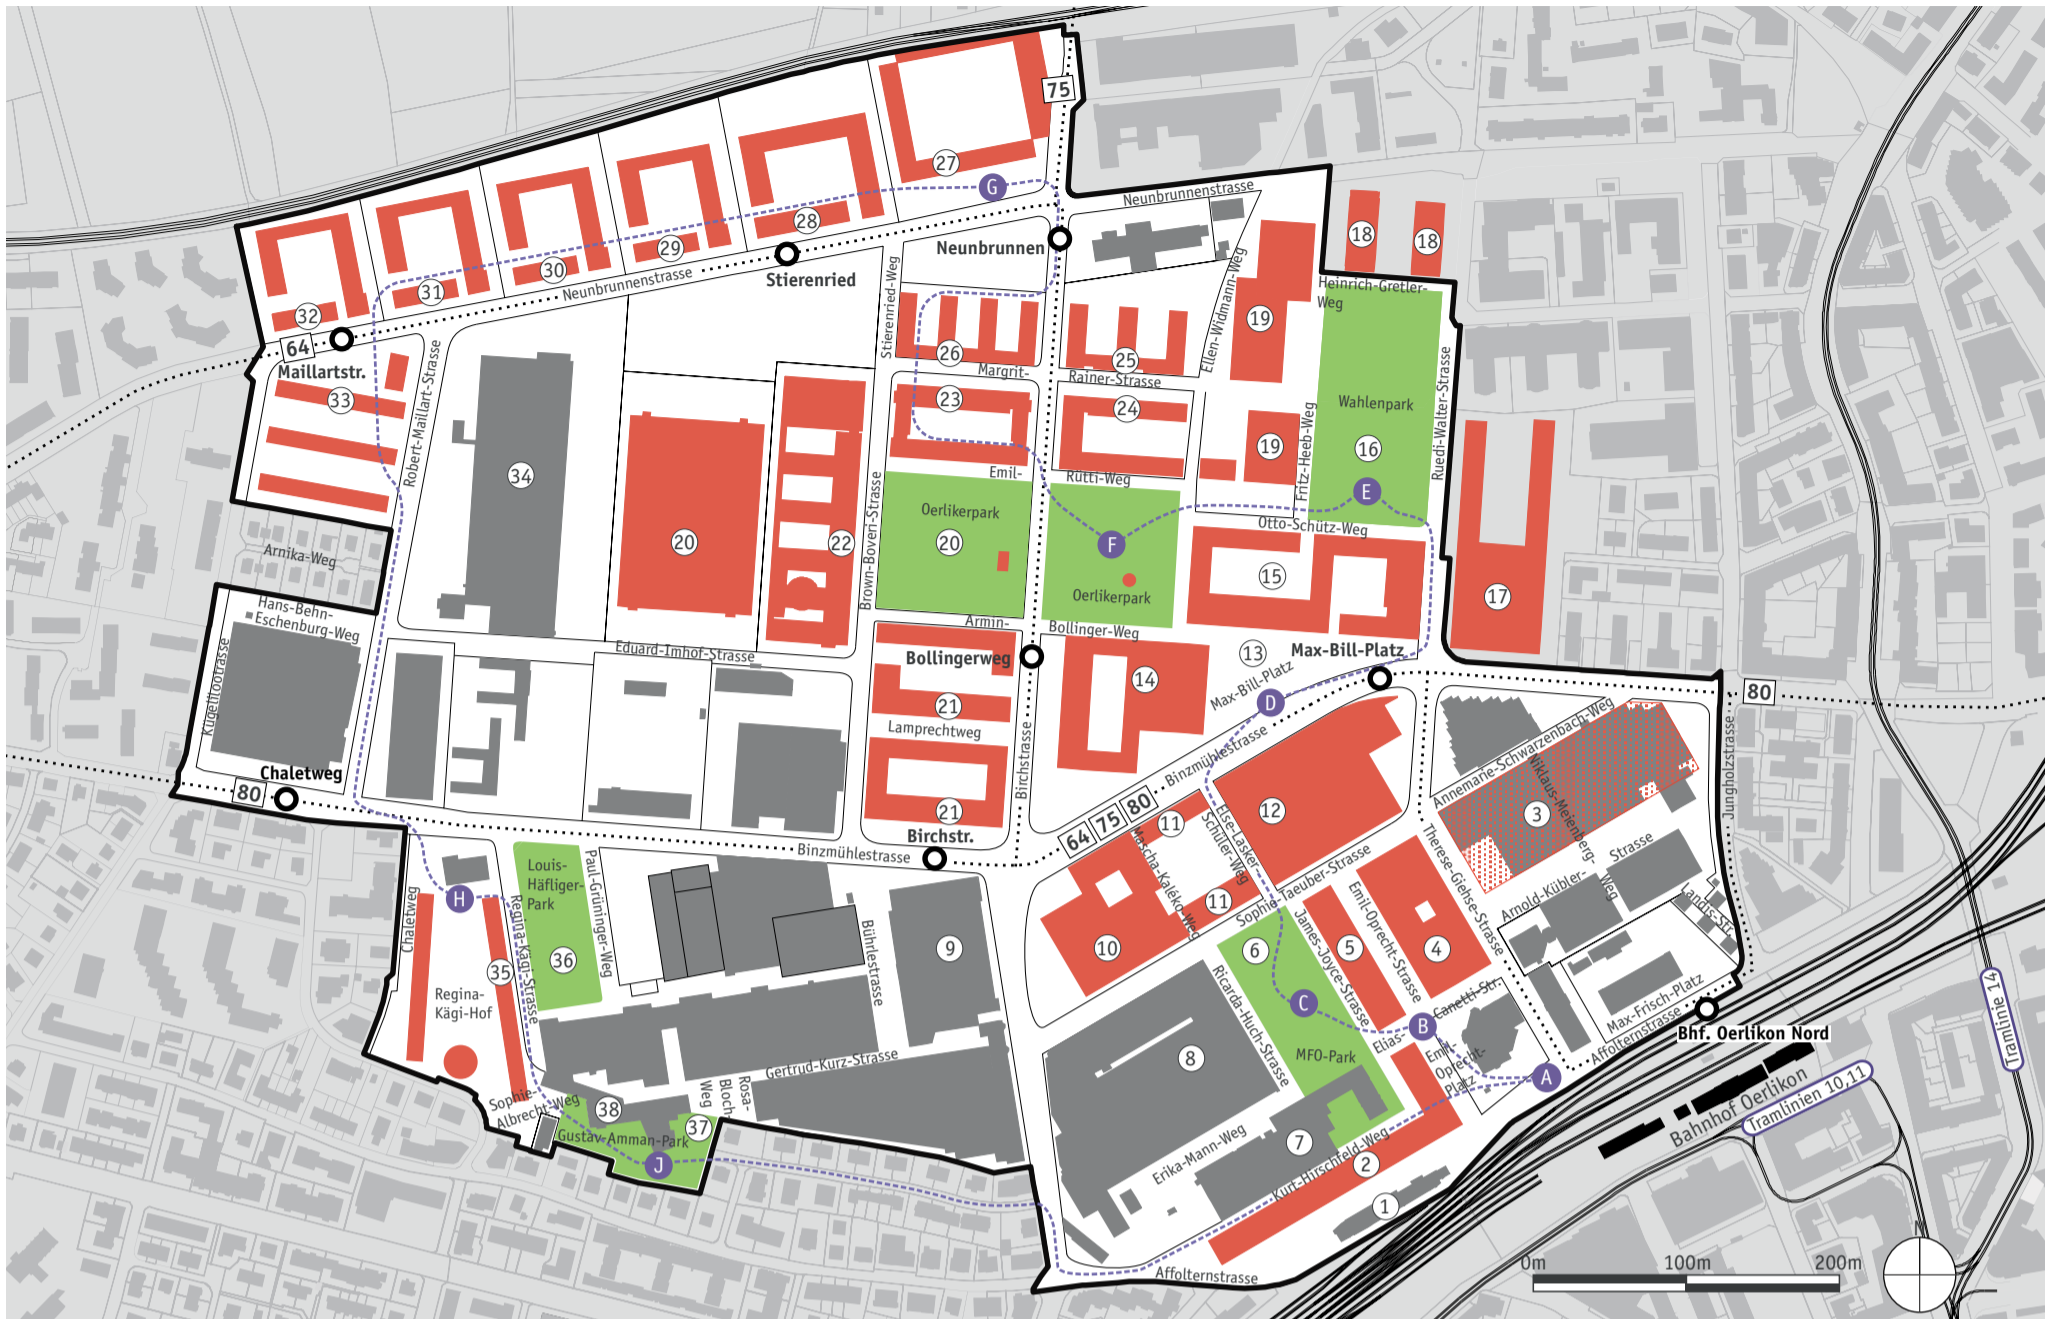 75
27
G
Neunbrunnenstrasse
18
18
28
Neunbrunnen
29
Stierenried
30
Neunbrunnenstrasse
31
32
64
Maillartstr.
33
Robert-Maillart-Strasse
Stierenried-Weg
Ellen-Widmann-Weg
Heinrich-Gretler-
Weg
19
26
25
Margrit-
Rainer-Strasse
23
24
Wahlenpark
16
19
Fritz-Heeb-Weg
Ruedi-Walter-Strasse
34
Emil-
Rütti-Weg
E
Brown-Boveri-Strasse
Oerlikerpark
20
20
22
F
Otto-Schütz-Weg
Arnika-Weg
15
17
Oerlikerpark
Hans-Behn-
Eschenburg-Weg
Armin-
Bollinger-Weg
Eduard-Imhof-Strasse
Bollingerweg
13
Max-Bill-Platz
Max-Bill-Platz
14
21
D
80
Lamprechtweg
Binzmühlestrasse
Birchstrasse
Chaletweg
80
21
Birchstr.
Binzmühlestrasse
64
75
80
11
12
Else-Lasker-
Schüler-Weg
Mascha-Kaléko-Weg
11
Annemarie-Schwarzenbach-Weg
Niklaus-Meienberg-
Weg
3
Jungholzstrasse
Therese-Giehse-Strasse
Sophie-Taeuber-Strasse
Arnold-Kübler-
Strasse
Landis-Str.
Louis-
Häfliger-
Park
Paul-Grüninger-Weg
H
Chaletweg
Regina-Kägi-Strasse
35
36
Regina-
Kägi-Hof
Bührlestrasse
9
10
6
James-Joyce-Strasse
5
Emil-Oprecht-Strasse
4
C
B
Elias-
Canetti-Str.
Ricarda-Huch-Strasse
MFO-Park
Emil-
Oprecht-
Platz
A
Max-Frisch-Platz
Affolternstrasse
Bhf. Oerlikon Nord
Bahnhof Oerlikon
Tramlinien 10,11
Tramlinie 14
8
Gertrud-Kurz-Strasse
Rosa-
Bloch-
Weg
Sophie-
Albrecht-Weg
38
37
Gustav-Amman-Park
J
Erika-Mann-Weg
7
Kurt-Hirschfeld-Weg
2
1
Affolternstrasse
0m
100m
200m